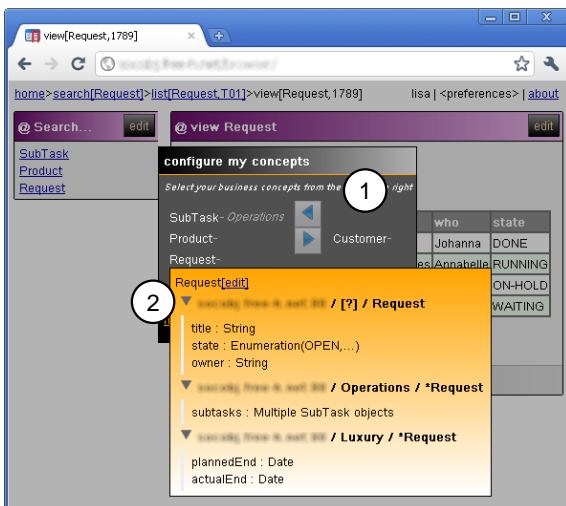 view[Request,1789]
home>search[Request]>list[Request,T01]>view[Request,1789]
lisa | <preferences> | about
@ Search... edit
@ view Request edit
SubTask
Product
Request
configure my concepts
Select your business concepts from the
right
1
SubTask- Operations
Product-
Customer-
Request-
who state
Johanna DONE
es Annabelle RUNNING
ON-HOLD
WAITING
2
Request[edit]
/ [?] / Request
title : String
state : Enumeration(OPEN,...)
owner : String
/ Operations / *Request
subtasks : Multiple SubTask objects
/ Luxury / *Request
plannedEnd : Date
actualEnd : Date